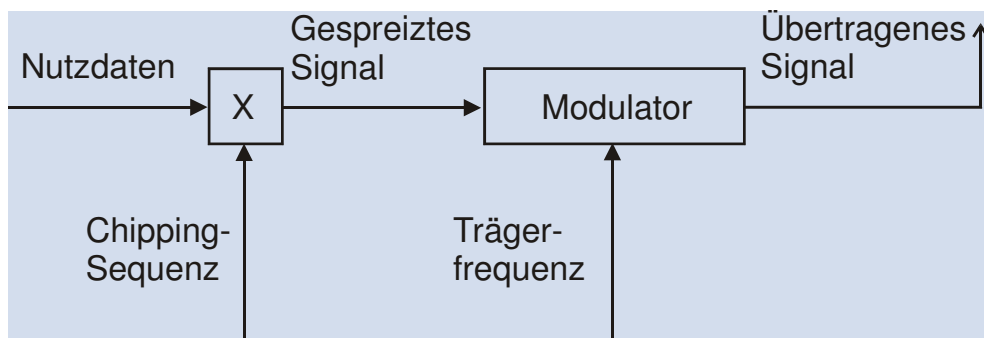 Nutzdaten
X
Gespreiztes
Signal
Modulator
Übertragenes
Signal
Chipping-
Sequenz
Träger-
frequenz